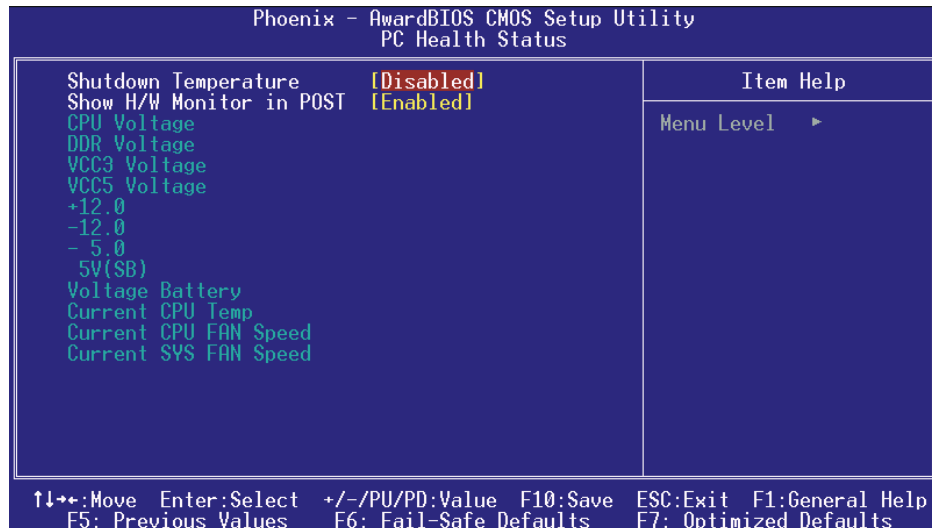 Phoenix - AwardBIOS CMOS Setup Utility
PC Health Status
Shutdown Temperature [Disabled]
Show H/W Monitor in POST [Enabled]
CPU Voltage
DDR Voltage
VCC3 Voltage
VCC5 Voltage
+12.0
-12.0
- 5.0
5V(SB)
Voltage Battery
Current CPU Temp
Current CPU FAN Speed
Current SYS FAN Speed
Item Help
Menu Level ►
↑↓→←:Move Enter:Select +/-/PU/PD:Value F10:Save ESC:Exit F1:General Help
F5: Previous Values F6: Fail-Safe Defaults F7: Optimized Defaults